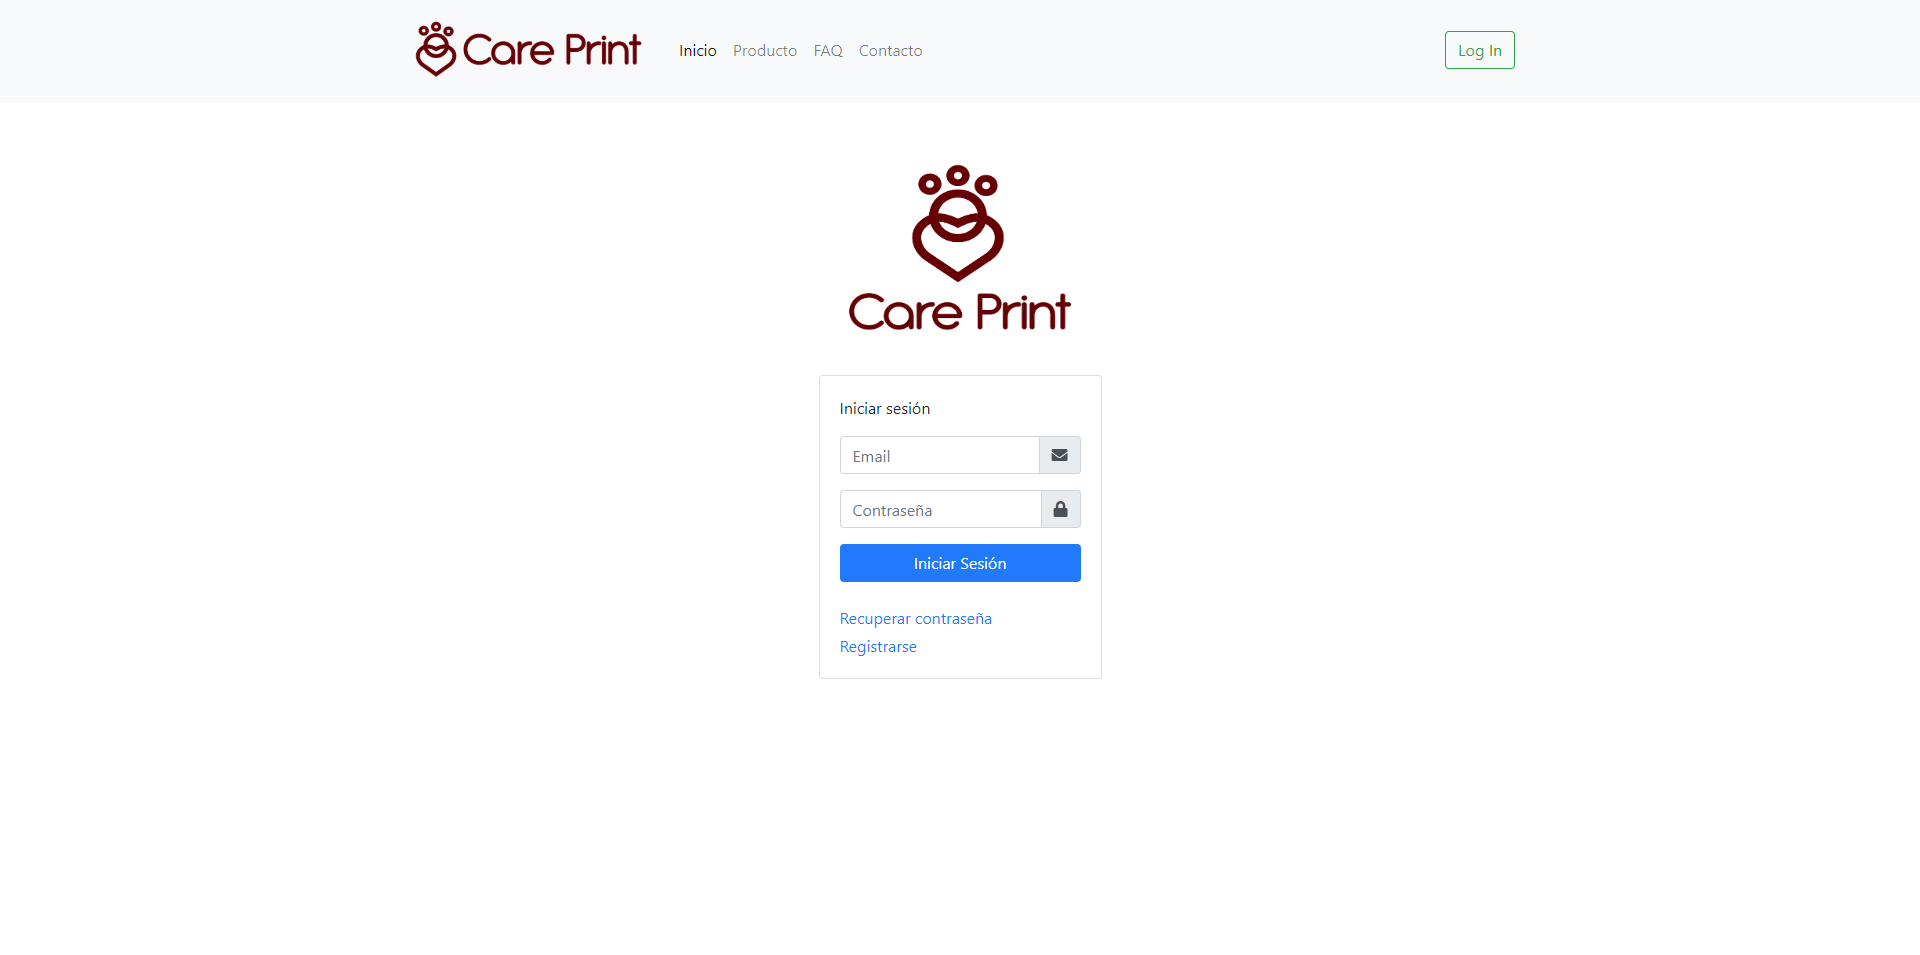 Care Print Inicio Producto FAQ Contacto Log In
Care Print
Iniciar sesión
Email
Contraseña
Iniciar Sesión
Recuperar contraseña
Registrarse